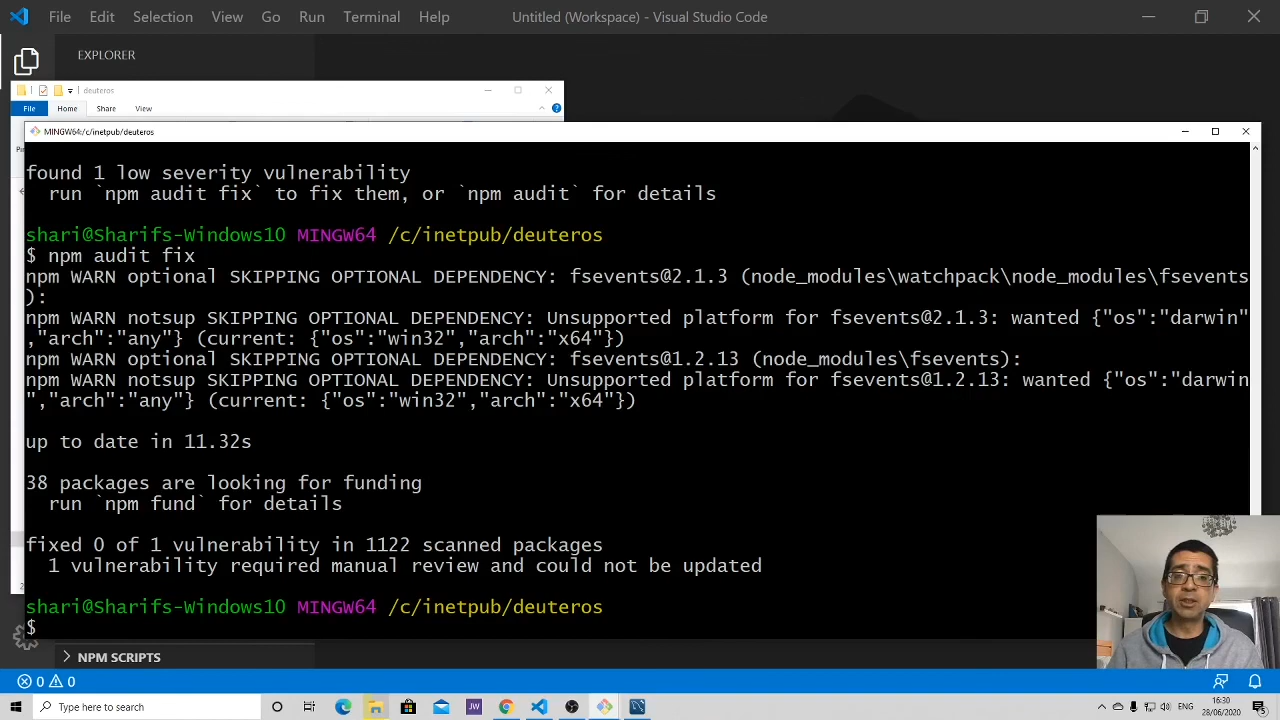 File Edit Selection View Go Run Terminal Help Untitled (Workspace) - Visual Studio Code
EXPLORER
deuteros
File Home Share View
MINGW64:/c/inetpub/deuteros
found 1 low severity vulnerability
run `npm audit fix` to fix them, or `npm audit` for details
shari@Sharifs-Windows10 MINGW64 /c/inetpub/deuteros
$ npm audit fix
npm WARN optional SKIPPING OPTIONAL DEPENDENCY: fsevents@2.1.3 (node_modules\watchpack\node_modules\fsevents
):
npm WARN notsup SKIPPING OPTIONAL DEPENDENCY: Unsupported platform for fsevents@2.1.3: wanted {"os":"darwin"
,"arch":"any"} (current: {"os":"win32","arch":"x64"})
npm WARN optional SKIPPING OPTIONAL DEPENDENCY: fsevents@1.2.13 (node_modules\fsevents):
npm WARN notsup SKIPPING OPTIONAL DEPENDENCY: Unsupported platform for fsevents@1.2.13: wanted {"os":"darwin
","arch":"any"} (current: {"os":"win32","arch":"x64"})
up to date in 11.32s
38 packages are looking for funding
run `npm fund` for details
fixed 0 of 1 vulnerability in 1122 scanned packages
1 vulnerability required manual review and could not be updated
shari@Sharifs-Windows10 MINGW64 /c/inetpub/deuteros
$
NPM SCRIPTS
0 0
Type here to search JW ENG 16:30
28/06/2020